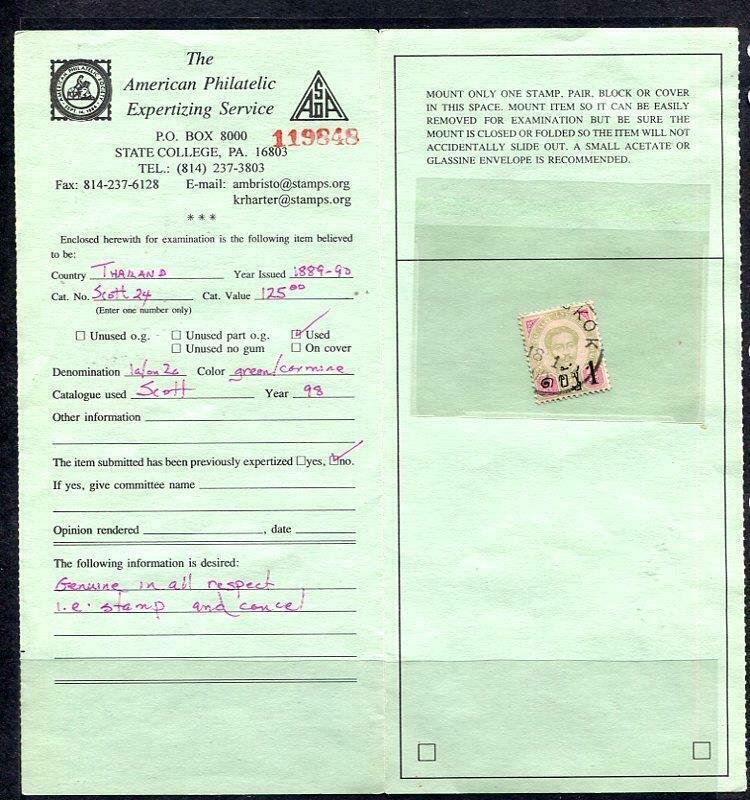 The
American Philatelic
Expertizing Service
ASDA
119848
P.O. BOX 8000
STATE COLLEGE, PA. 16803
TEL.: (814) 237-3803
Fax: 814-237-6128 E-mail: ambristo@stamps.org
krharter@stamps.org
***
Enclosed herewith for examination is the following item believed
to be:
Country THAILAND Year Issued 1889-90
Cat. No. Scott 24 Cat. Value 125 00
(Enter one number only)
☐ Unused o.g. ☐ Unused part o.g. ☑ Used
☐ Unused no gum ☐ On cover
Denomination 1a/on 2a Color green/carmine
Catalogue used Scott Year 98
Other information
The item submitted has been previously expertized ☐yes, ☑no.
If yes, give committee name
Opinion rendered , date
The following information is desired:
Genuine in all respect
i.e. stamp and cancel
MOUNT ONLY ONE STAMP, PAIR, BLOCK OR COVER
IN THIS SPACE. MOUNT ITEM SO IT CAN BE EASILY
REMOVED FOR EXAMINATION BUT BE SURE THE
MOUNT IS CLOSED OR FOLDED SO THE ITEM WILL NOT
ACCIDENTALLY SLIDE OUT. A SMALL ACETATE OR
GLASSINE ENVELOPE IS RECOMMENDED.
KOK
18
1